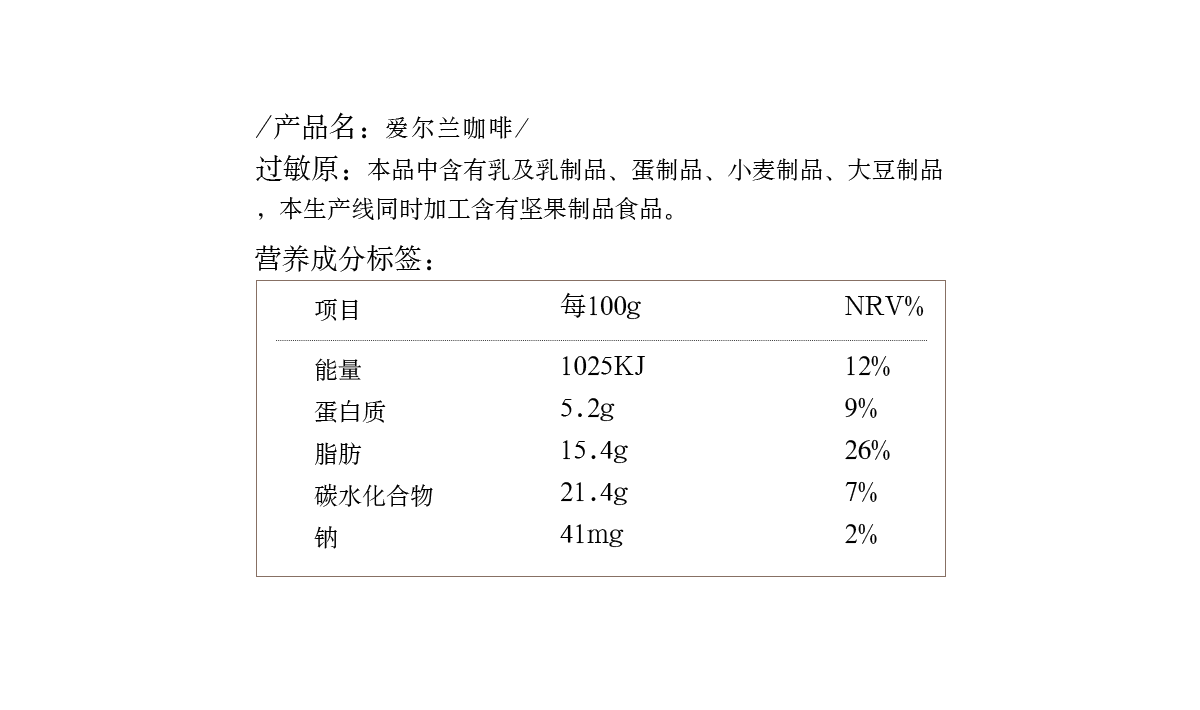 /产品名：爱尔兰咖啡/
过敏原：本品中含有乳及乳制品、蛋制品、小麦制品、大豆制品
，本生产线同时加工含有坚果制品食品。
营养成分标签：
项目 每100g NRV%
能量 1025KJ 12%
蛋白质 5.2g 9%
脂肪 15.4g 26%
碳水化合物 21.4g 7%
钠 41mg 2%